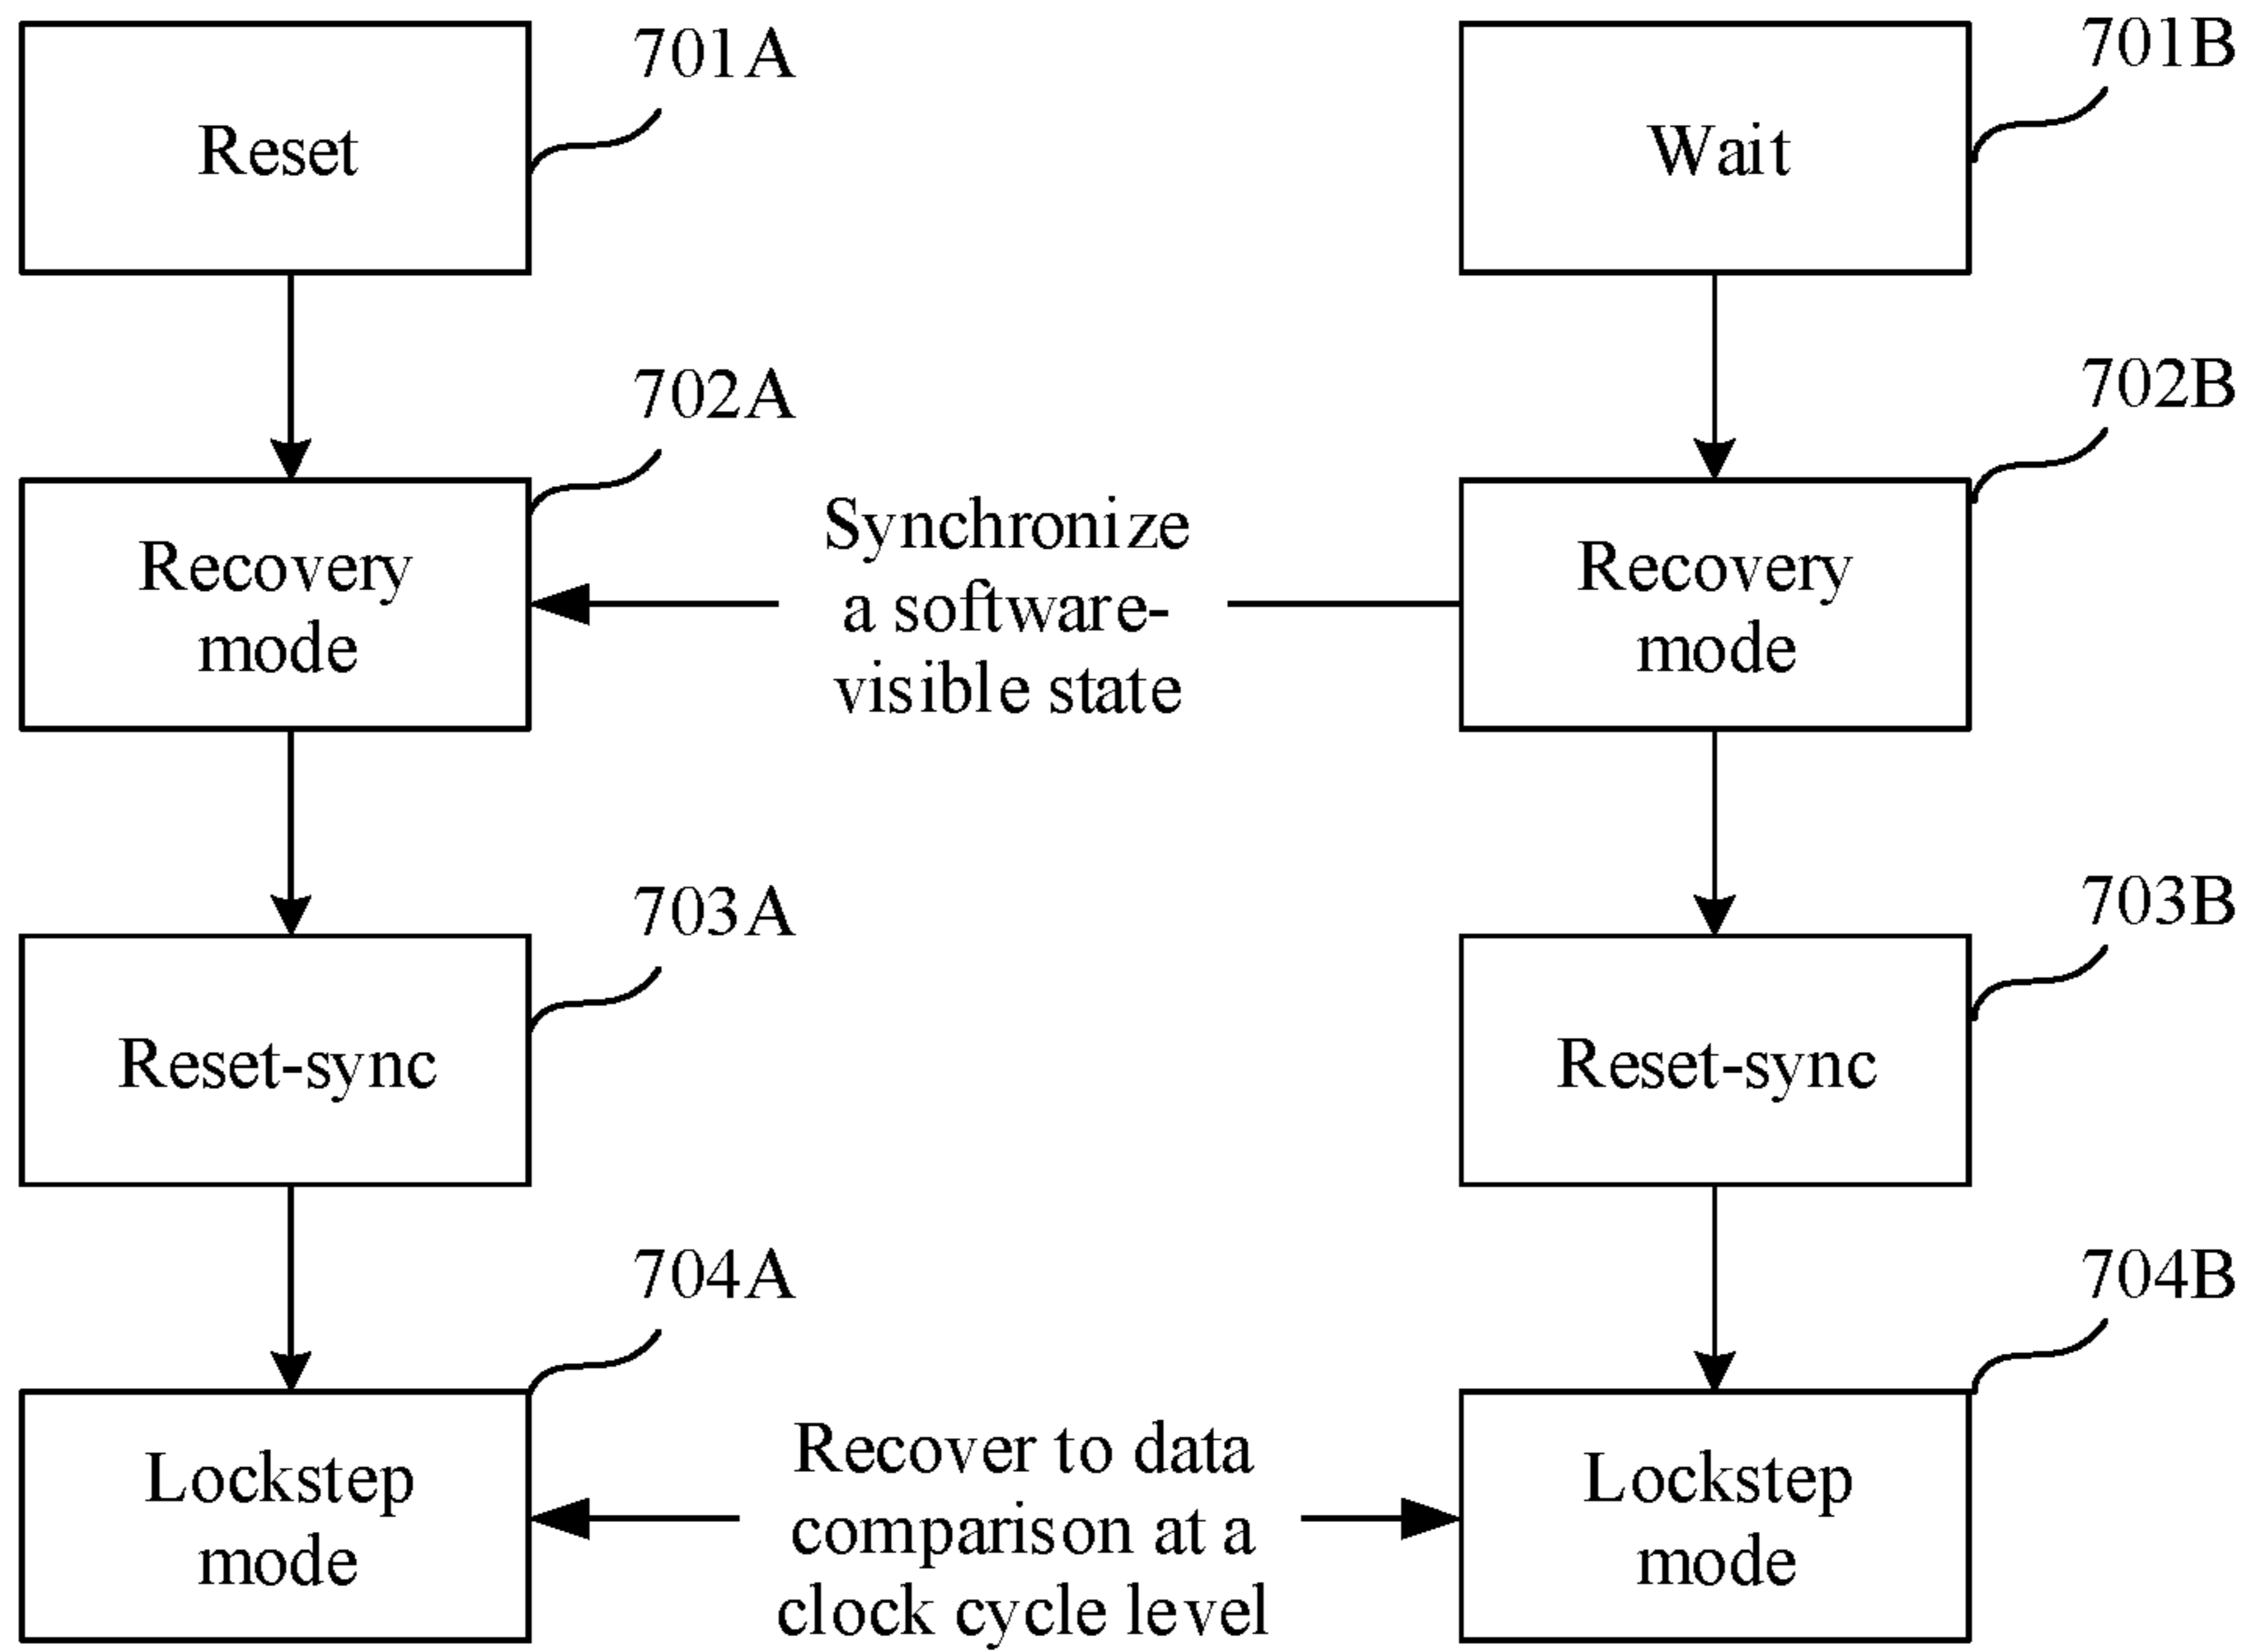 Reset
701A
Wait
701B
702A
702B
Recovery
mode
Synchronize
a software-
visible state
Recovery
mode
703A
703B
Reset-sync
Reset-sync
704A
704B
Lockstep
mode
Recover to data
comparison at a
clock cycle level
Lockstep
mode